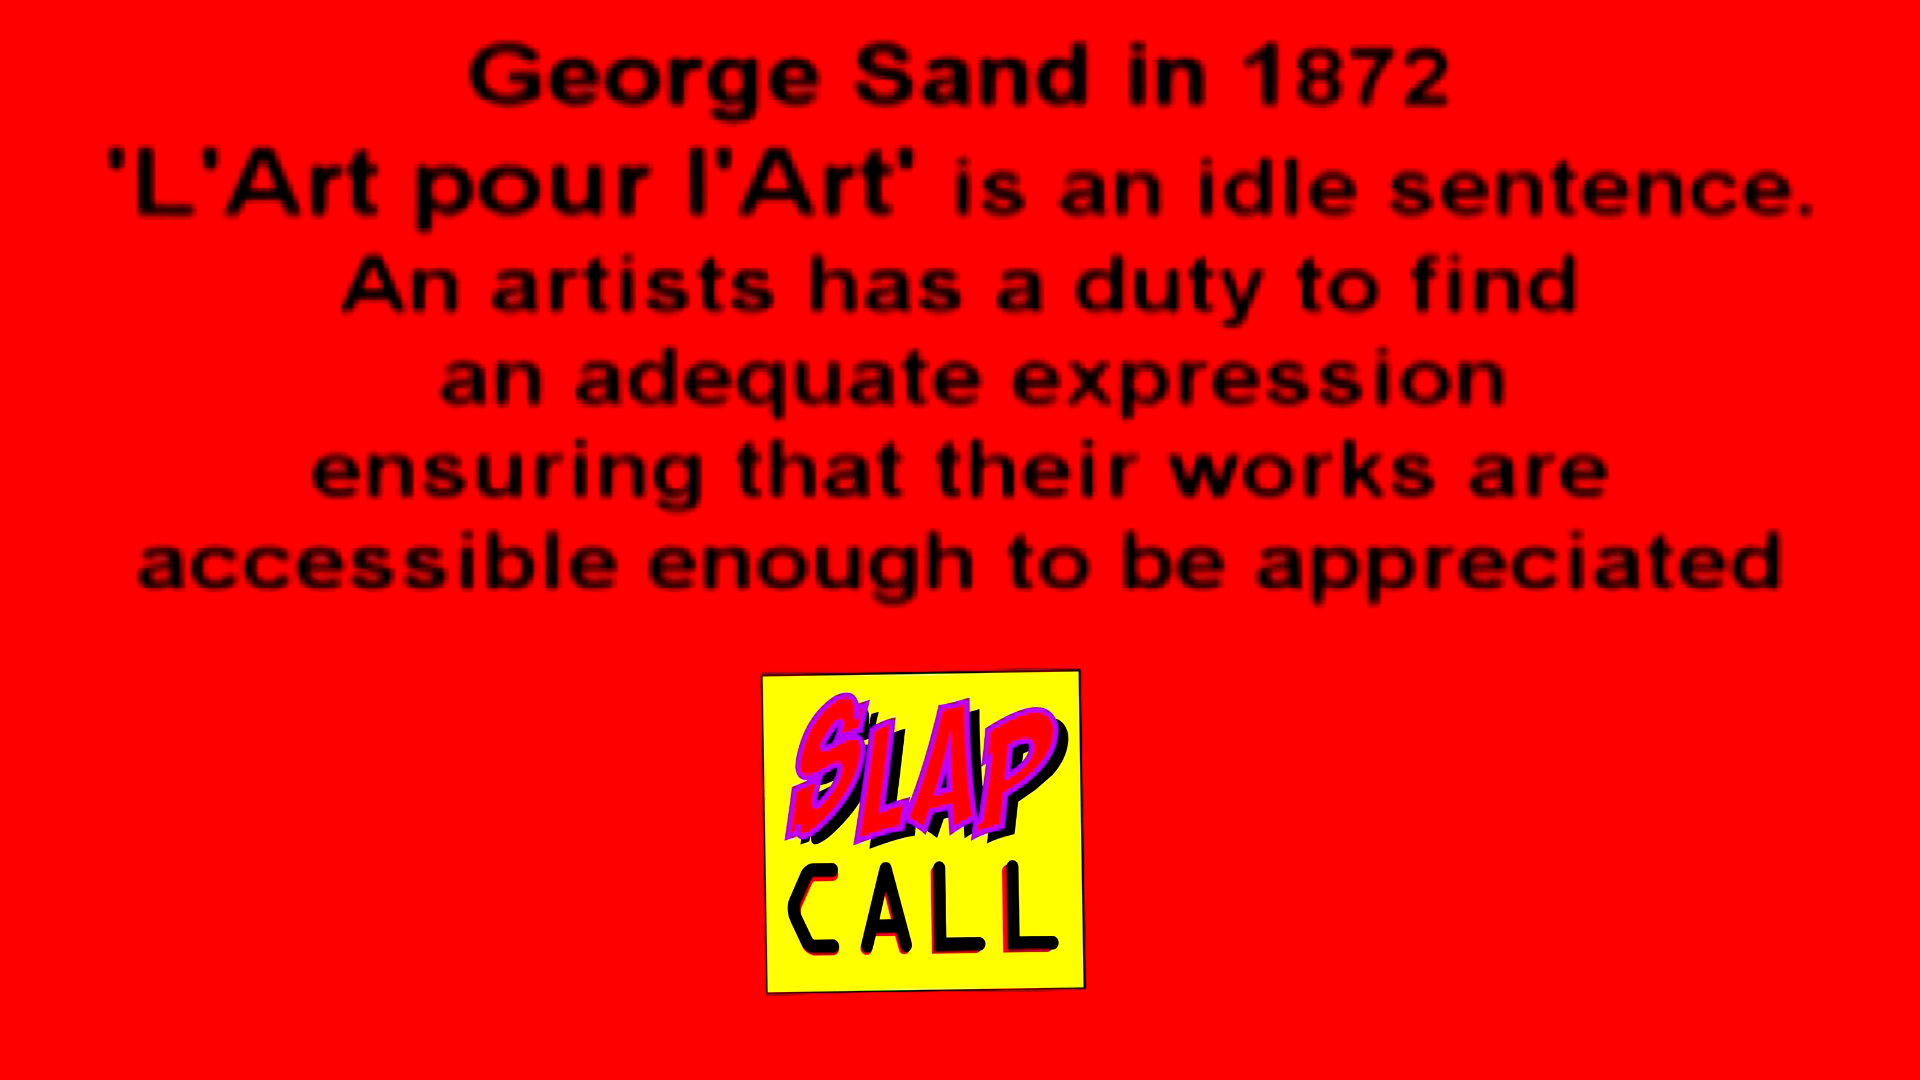 George Sand in 1872
'L'Art pour l'Art' is an idle sentence.
An artists has a duty to find
an adequate expression
ensuring that their works are
accessible enough to be appreciated
SLAP
CALL